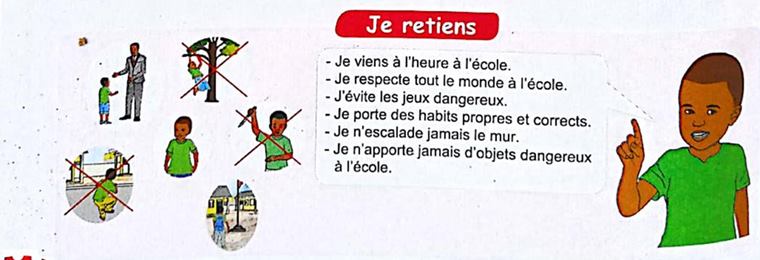 Je retiens
- Je viens à l'heure à l'école.
- Je respecte tout le monde à l'école.
- J'évite les jeux dangereux.
- Je porte des habits propres et corrects.
- Je n'escalade jamais le mur.
- Je n'apporte jamais d'objets dangereux
à l'école.